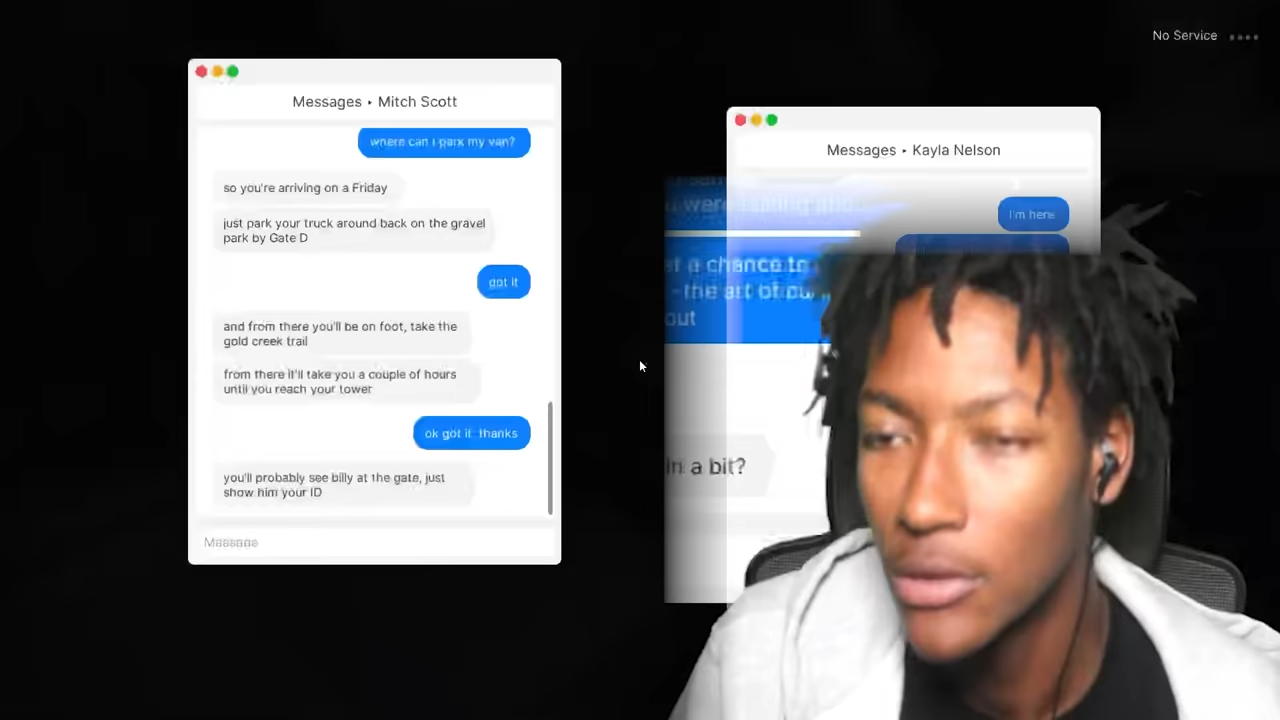 No Service
Messages • Mitch Scott
where can i park my van?
so you're arriving on a Friday
just park your truck around back on the gravel
park by Gate D
got it
and from there you'll be on foot, take the
gold creek trail
from there it'll take you a couple of hours
until you reach your tower
ok got it thanks
you'll probably see billy at the gate, just
show him your ID
Message
Messages • Kayla Nelson
I'm here
a chance to
- the art of
out
in a bit?